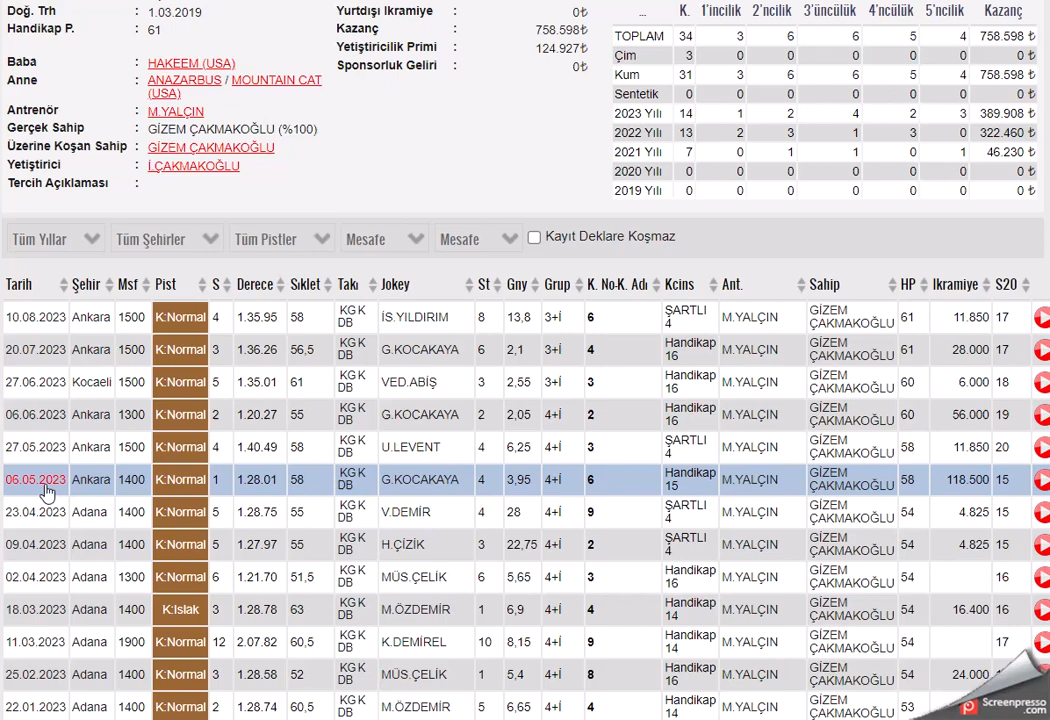 Doğ. Trh : 1.03.2019
Handikap P. : 61
Baba : HAKEEM (USA)
Anne : ANAZARBUS / MOUNTAIN CAT (USA)
Antrenör : M.YALÇIN
Gerçek Sahip : GİZEM ÇAKMAKOĞLU (%100)
Üzerine Koşan Sahip : GİZEM ÇAKMAKOĞLU
Yetiştirici : İ.ÇAKMAKOĞLU
Tercih Açıklaması :
Yurtdışı Ikramiye : 0₺
Kazanç : 758.598₺
Yetiştiricilik Primi : 124.927₺
Sponsorluk Geliri : 0₺
... K. 1'incilik 2'ncilik 3'üncülük 4'ncülük 5'ncilik Kazanç
TOPLAM 34 3 6 6 5 4 758.598 ₺
Çim 3 0 0 0 0 0 0 ₺
Kum 31 3 6 6 5 4 758.598 ₺
Sentetik 0 0 0 0 0 0 ₺
2023 Yılı 14 1 2 4 2 3 389.908 ₺
2022 Yılı 13 2 3 1 3 0 322.460 ₺
2021 Yılı 7 0 1 1 0 1 46.230 ₺
2020 Yılı 0 0 0 0 0 0 ₺
2019 Yılı 0 0 0 0 0 0 ₺
Tüm Yıllar Tüm Şehirler Tüm Pistler Mesafe Mesafe Kayıt Deklare Koşmaz
Tarih Şehir Msf Pist S Derece Sıklet Takı Jokey St Gny Grup K. No-K. Adı Kcins Ant. Sahip HP Ikramiye S20
10.08.2023 Ankara 1500 K:Normal 4 1.35.95 58 KG K DB İS.YILDIRIM 8 13,8 3+İ 6 ŞARTLI 4 M.YALÇIN GİZEM ÇAKMAKOĞLU 61 11.850 17
20.07.2023 Ankara 1500 K:Normal 3 1.36.26 56,5 KG K DB G.KOCAKAYA 6 2,1 3+İ 4 Handikap 16 M.YALÇIN GİZEM ÇAKMAKOĞLU 61 28.000 17
27.06.2023 Kocaeli 1500 K:Normal 5 1.35.01 61 KG K DB VED.ABİŞ 3 2,55 3+İ 3 Handikap 16 M.YALÇIN GİZEM ÇAKMAKOĞLU 60 6.000 18
06.06.2023 Ankara 1300 K:Normal 2 1.20.27 55 KG K DB G.KOCAKAYA 2 2,05 4+İ 2 Handikap 16 M.YALÇIN GİZEM ÇAKMAKOĞLU 60 56.000 19
27.05.2023 Ankara 1500 K:Normal 4 1.40.49 58 KG K DB U.LEVENT 4 6,25 4+İ 3 ŞARTLI 4 M.YALÇIN GİZEM ÇAKMAKOĞLU 58 11.850 20
06.05.2023 Ankara 1400 K:Normal 1 1.28.01 58 KG K DB G.KOCAKAYA 4 3,95 4+İ 6 Handikap 15 M.YALÇIN GİZEM ÇAKMAKOĞLU 58 118.500 15
23.04.2023 Adana 1400 K:Normal 5 1.28.75 55 KG K DB V.DEMİR 4 28 4+İ 9 ŞARTLI 4 M.YALÇIN GİZEM ÇAKMAKOĞLU 54 4.825 15
09.04.2023 Adana 1400 K:Normal 5 1.27.97 55 KG K DB H.ÇİZİK 3 22,75 4+İ 2 ŞARTLI 4 M.YALÇIN GİZEM ÇAKMAKOĞLU 54 4.825 15
02.04.2023 Adana 1300 K:Normal 6 1.21.70 51,5 KG K DB MÜS.ÇELİK 6 5,65 4+İ 3 Handikap 16 M.YALÇIN GİZEM ÇAKMAKOĞLU 54 16
18.03.2023 Adana 1400 K:Islak 3 1.28.78 63 KG K DB M.ÖZDEMİR 1 6,9 4+İ 4 Handikap 14 M.YALÇIN GİZEM ÇAKMAKOĞLU 54 16.400 16
11.03.2023 Adana 1900 K:Normal 12 2.07.82 60,5 KG K DB K.DEMİREL 10 8,15 4+İ 9 Handikap 14 M.YALÇIN GİZEM ÇAKMAKOĞLU 54 17
25.02.2023 Adana 1400 K:Normal 3 1.28.58 52 KG K DB MÜS.ÇELİK 1 5,4 4+İ 8 Handikap 16 M.YALÇIN GİZEM ÇAKMAKOĞLU 54 24.000
22.01.2023 Adana 1400 K:Normal 2 1.28.74 60,5 KG K DB M.ÖZDEMİR 5 6,65 4+İ 4 Handikap 14 M.YALÇIN GİZEM ÇAKMAKOĞLU 53
Screenpresso
.com